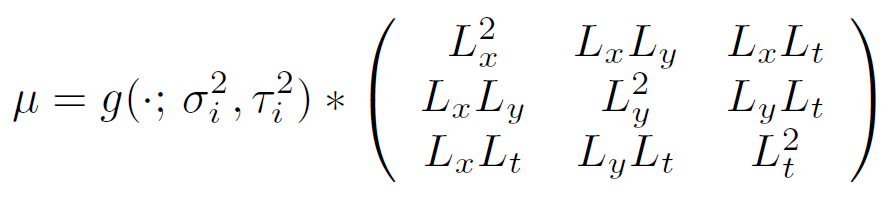 L_x^2 L_xL_y L_xL_t
μ = g(·; σ_i^2, τ_i^2) * ( L_xL_y L_y^2 L_yL_t )
L_xL_t L_yL_t L_t^2